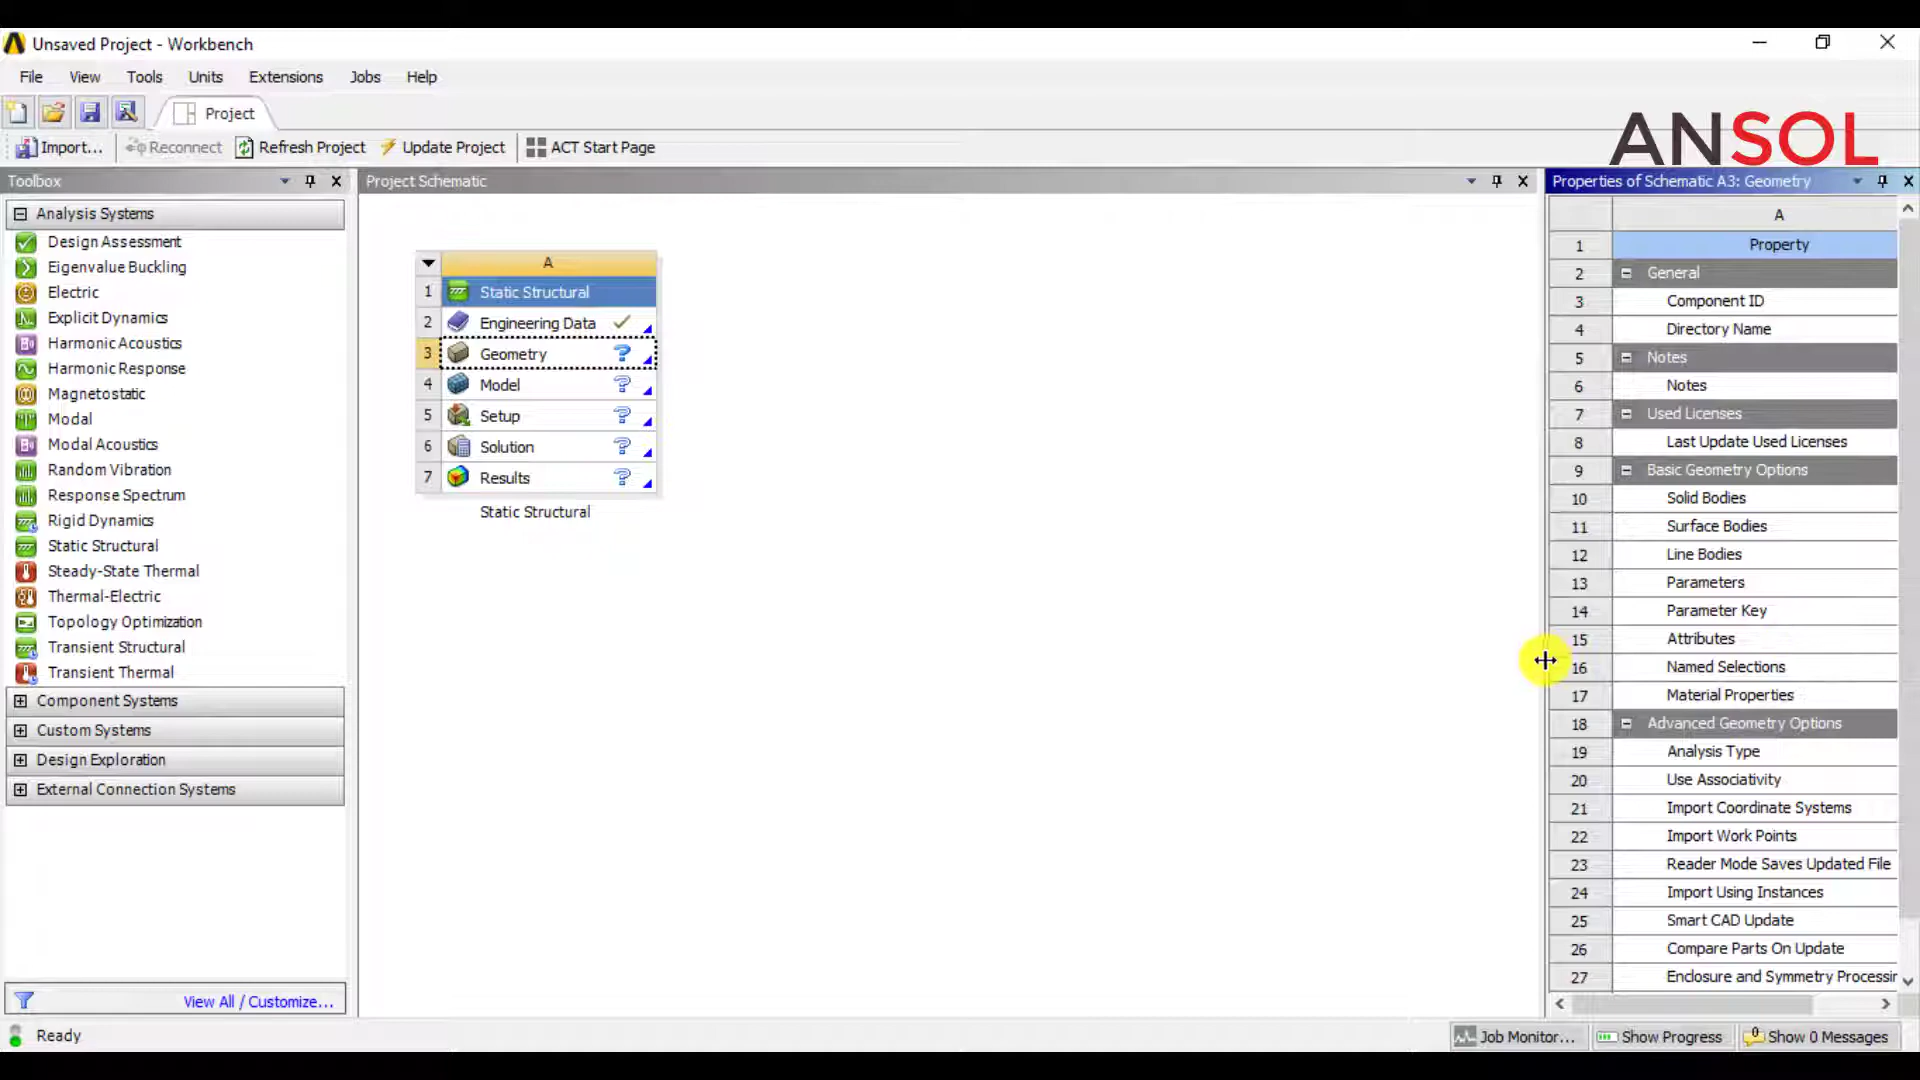 Unsaved Project - Workbench
File View Tools Units Extensions Jobs Help
Project
Import... Reconnect Refresh Project Update Project ACT Start Page
ANSOL
Toolbox
Analysis Systems
Design Assessment
Eigenvalue Buckling
Electric
Explicit Dynamics
Harmonic Acoustics
Harmonic Response
Magnetostatic
Modal
Modal Acoustics
Random Vibration
Response Spectrum
Rigid Dynamics
Static Structural
Steady-State Thermal
Thermal-Electric
Topology Optimization
Transient Structural
Transient Thermal
Component Systems
Custom Systems
Design Exploration
External Connection Systems
View All / Customize...
Project Schematic
A
1 Static Structural
2 Engineering Data
3 Geometry ?
4 Model ?
5 Setup ?
6 Solution ?
7 Results ?
Static Structural
Properties of Schematic A3: Geometry
A
1 Property
2 General
3 Component ID
4 Directory Name
5 Notes
6 Notes
7 Used Licenses
8 Last Update Used Licenses
9 Basic Geometry Options
10 Solid Bodies
11 Surface Bodies
12 Line Bodies
13 Parameters
14 Parameter Key
15 Attributes
16 Named Selections
17 Material Properties
18 Advanced Geometry Options
19 Analysis Type
20 Use Associativity
21 Import Coordinate Systems
22 Import Work Points
23 Reader Mode Saves Updated File
24 Import Using Instances
25 Smart CAD Update
26 Compare Parts On Update
27 Enclosure and Symmetry Processin
Ready
Job Monitor... Show Progress 0 Show 0 Messages